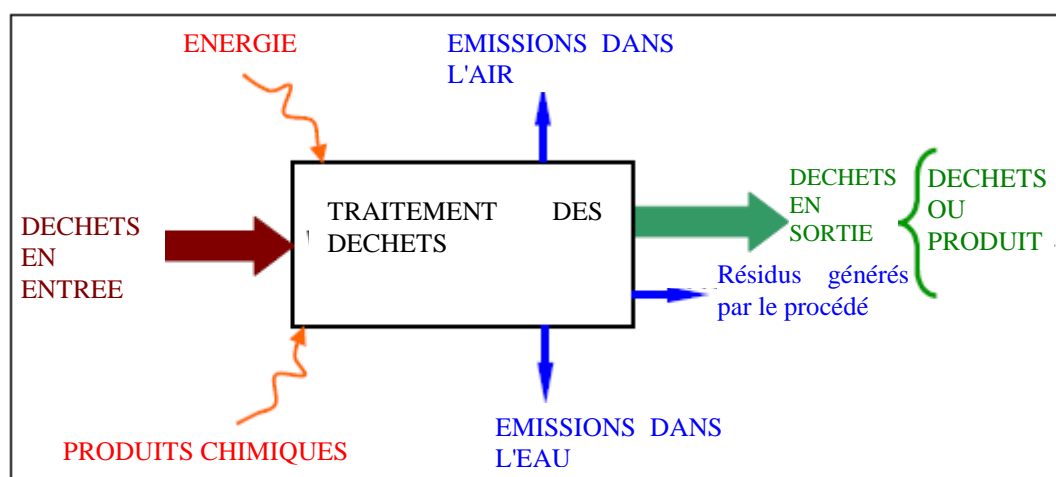 ENERGIE
EMISSIONS DANS
L'AIR
DECHETS
EN
ENTREE
TRAITEMENT DES
DECHETS
DECHETS
EN
SORTIE
DECHETS
OU
PRODUIT
Résidus générés
par le procédé
PRODUITS CHIMIQUES
EMISSIONS DANS
L'EAU